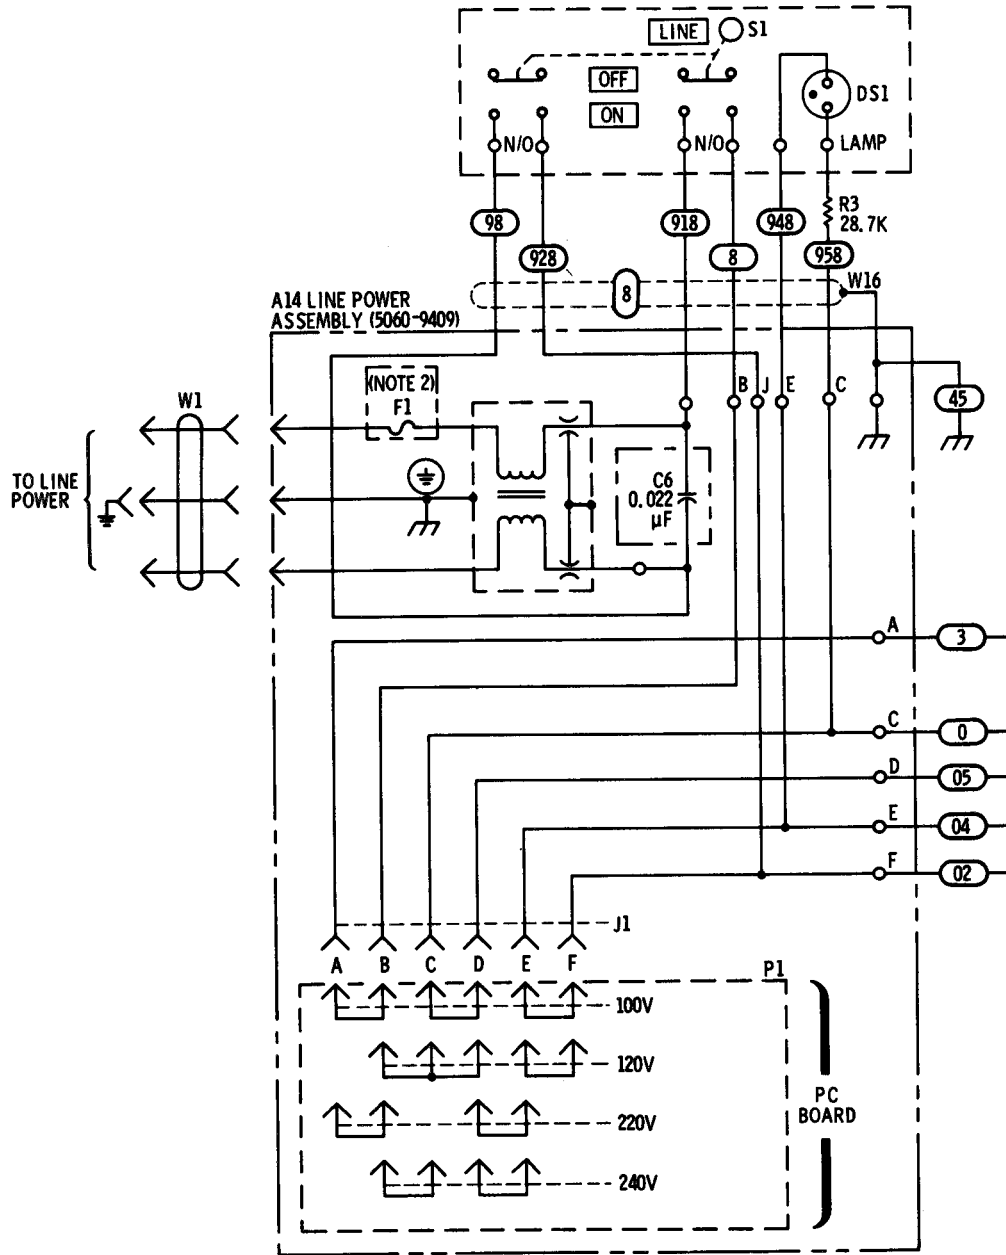 LINE S1
OFF
DS1
ON
N/O N/O LAMP
R3
28.7K
98 918 948
928 8 958
8 W16
A14 LINE POWER
ASSEMBLY (5060-9409)
(NOTE 2)
F1
B J E C
45
W1
TO LINE
POWER
C6
0.022
µF
A 3
C 0
D 05
E 04
F 02
J1
A B C D E F
P1
100V
120V
220V
240V
PC
BOARD